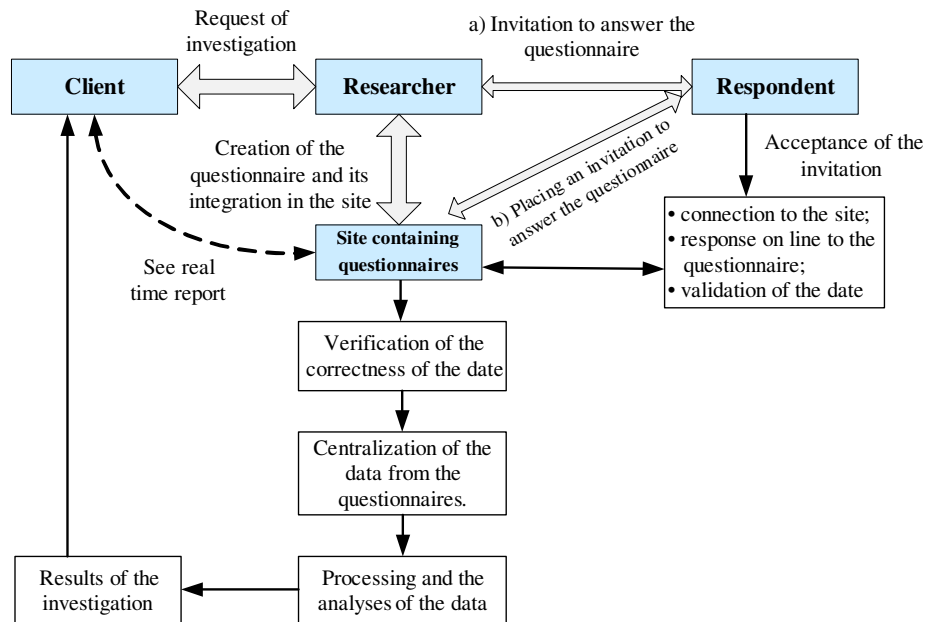 Request of
investigation
a) Invitation to answer the
questionnaire
Client
Researcher
Respondent
Creation of the
questionnaire and its
integration in the site
b) Placing an invitation to
answer the questionnaire
Acceptance of the
invitation
• connection to the site;
• response on line to the
questionnaire;
• validation of the date
Site containing
questionnaires
See real
time report
Verification of the
correctness of the date
Centralization of the
data from the
questionnaires.
Results of the
investigation
Processing and the
analyses of the data